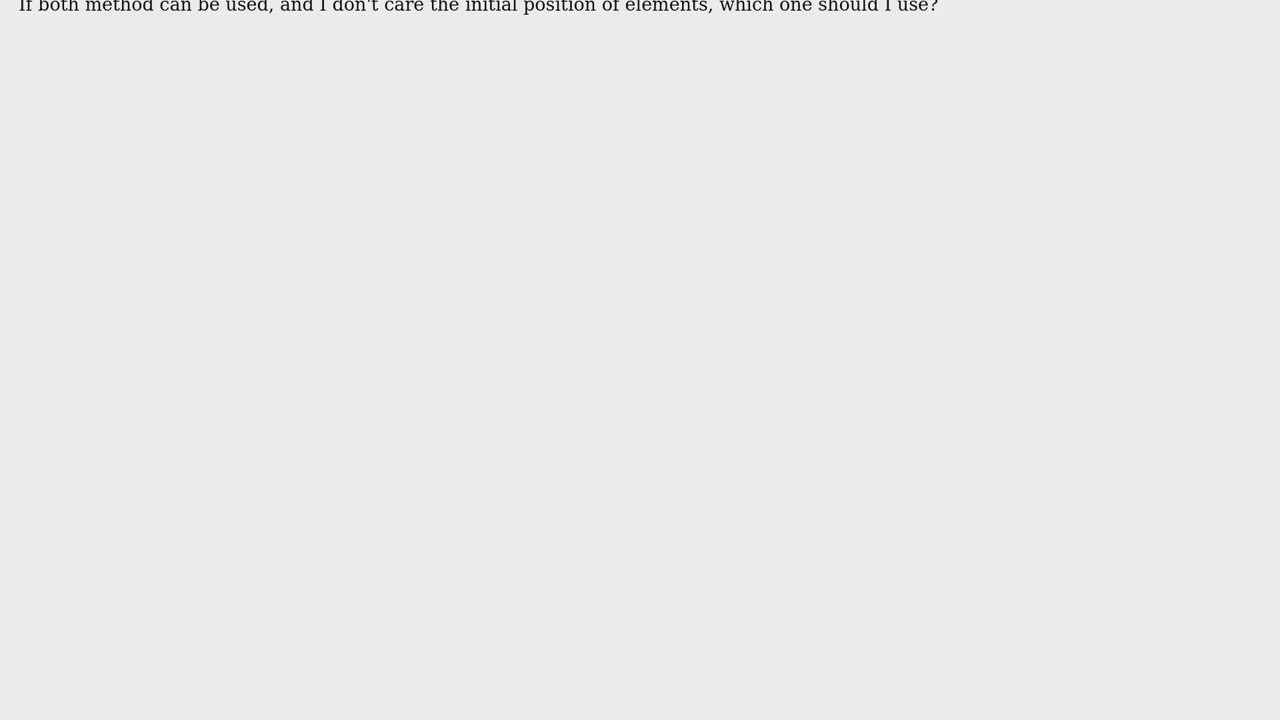 If both method can be used, and I don't care the initial position of elements, which one should I use?